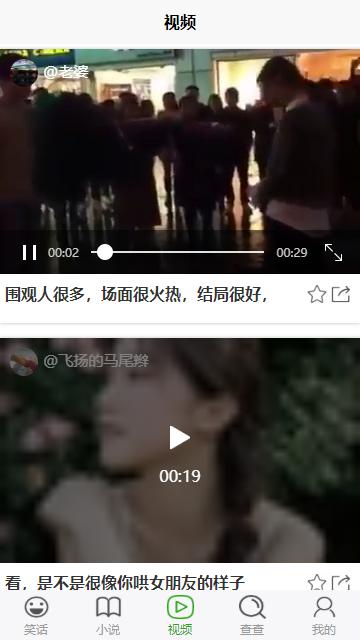 视频
@老婆
00:02
00:29
围观人很多，场面很火热，结局很好，
@飞扬的马尾辫
00:19
看，是不是很像你哄女朋友的样子
笑话
小说
视频
查查
我的